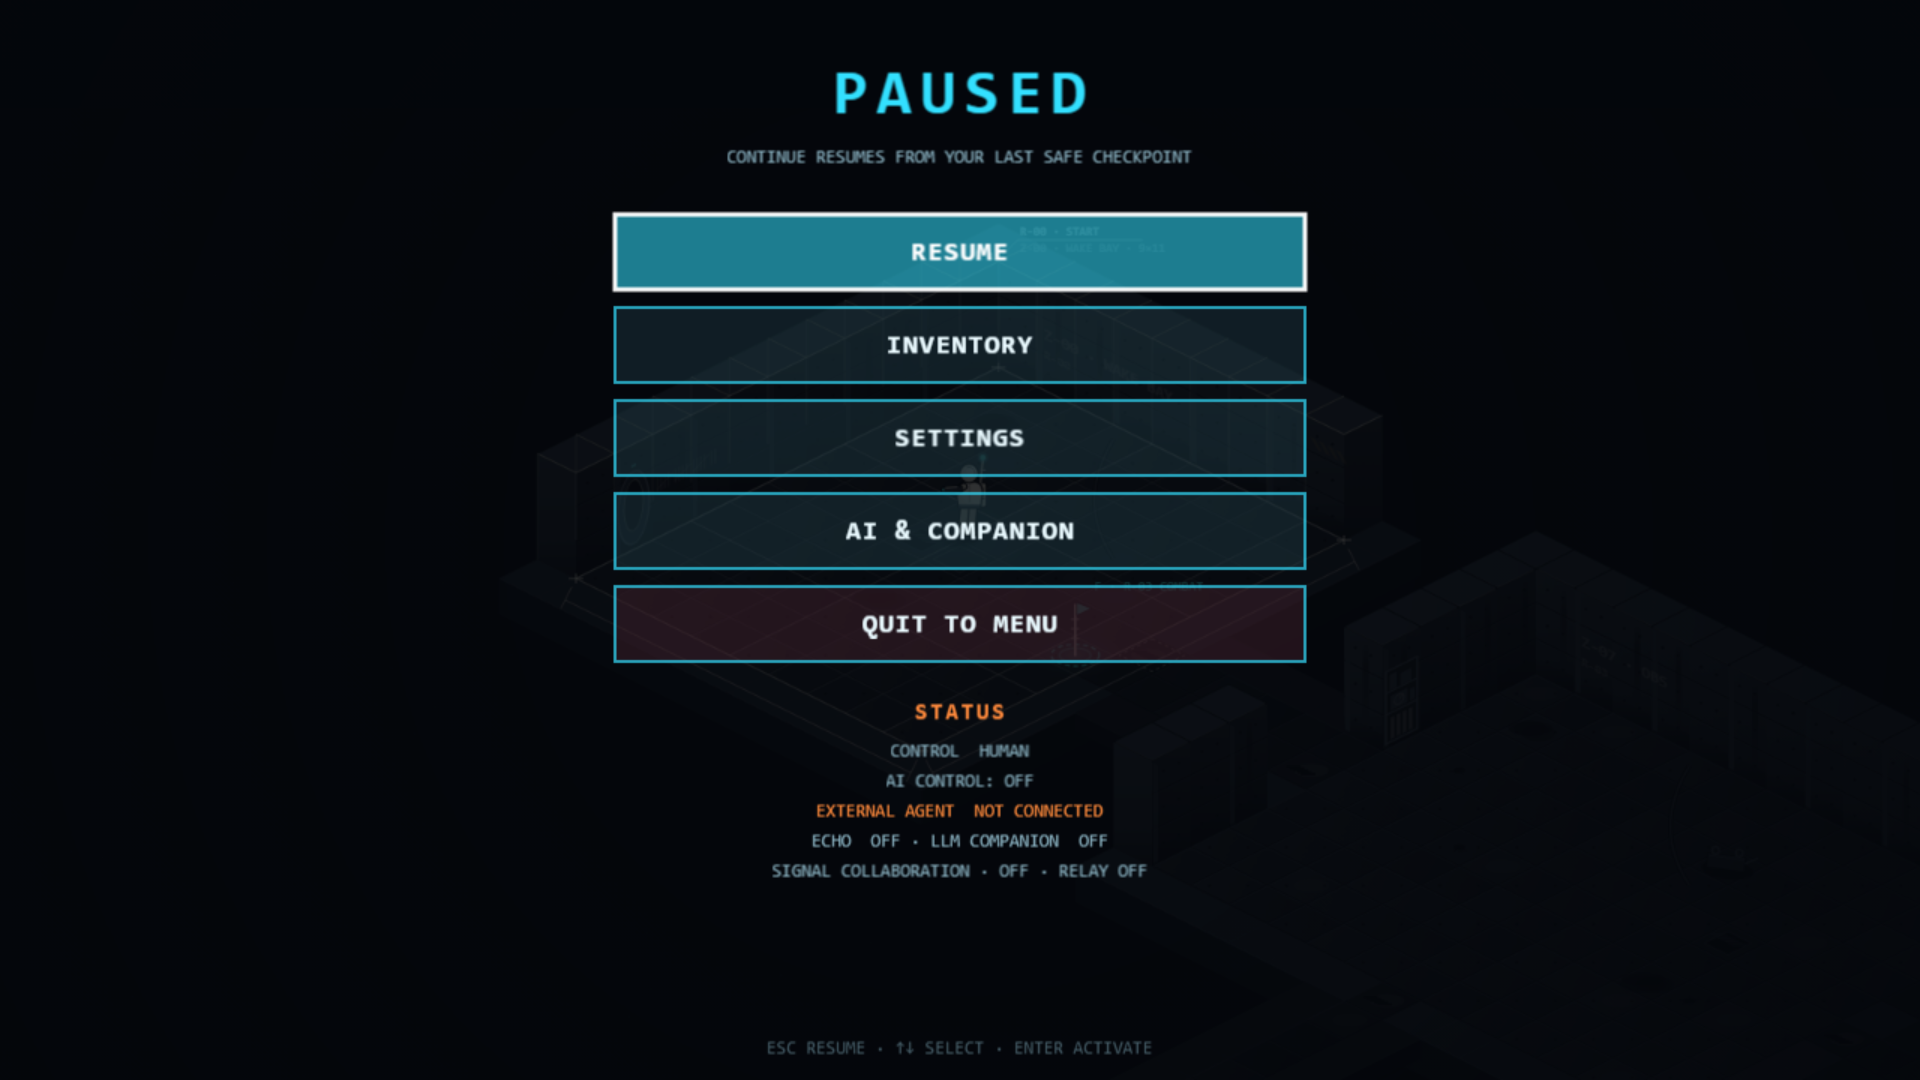 PAUSED
CONTINUE RESUMES FROM YOUR LAST SAFE CHECKPOINT
R-00 · START
RESUME
INVENTORY
SETTINGS
AI & COMPANION
QUIT TO MENU
STATUS
CONTROL HUMAN
AI CONTROL: OFF
EXTERNAL AGENT NOT CONNECTED
ECHO OFF · LLM COMPANION OFF
SIGNAL COLLABORATION · OFF · RELAY OFF
ESC RESUME · ↑↓ SELECT · ENTER ACTIVATE